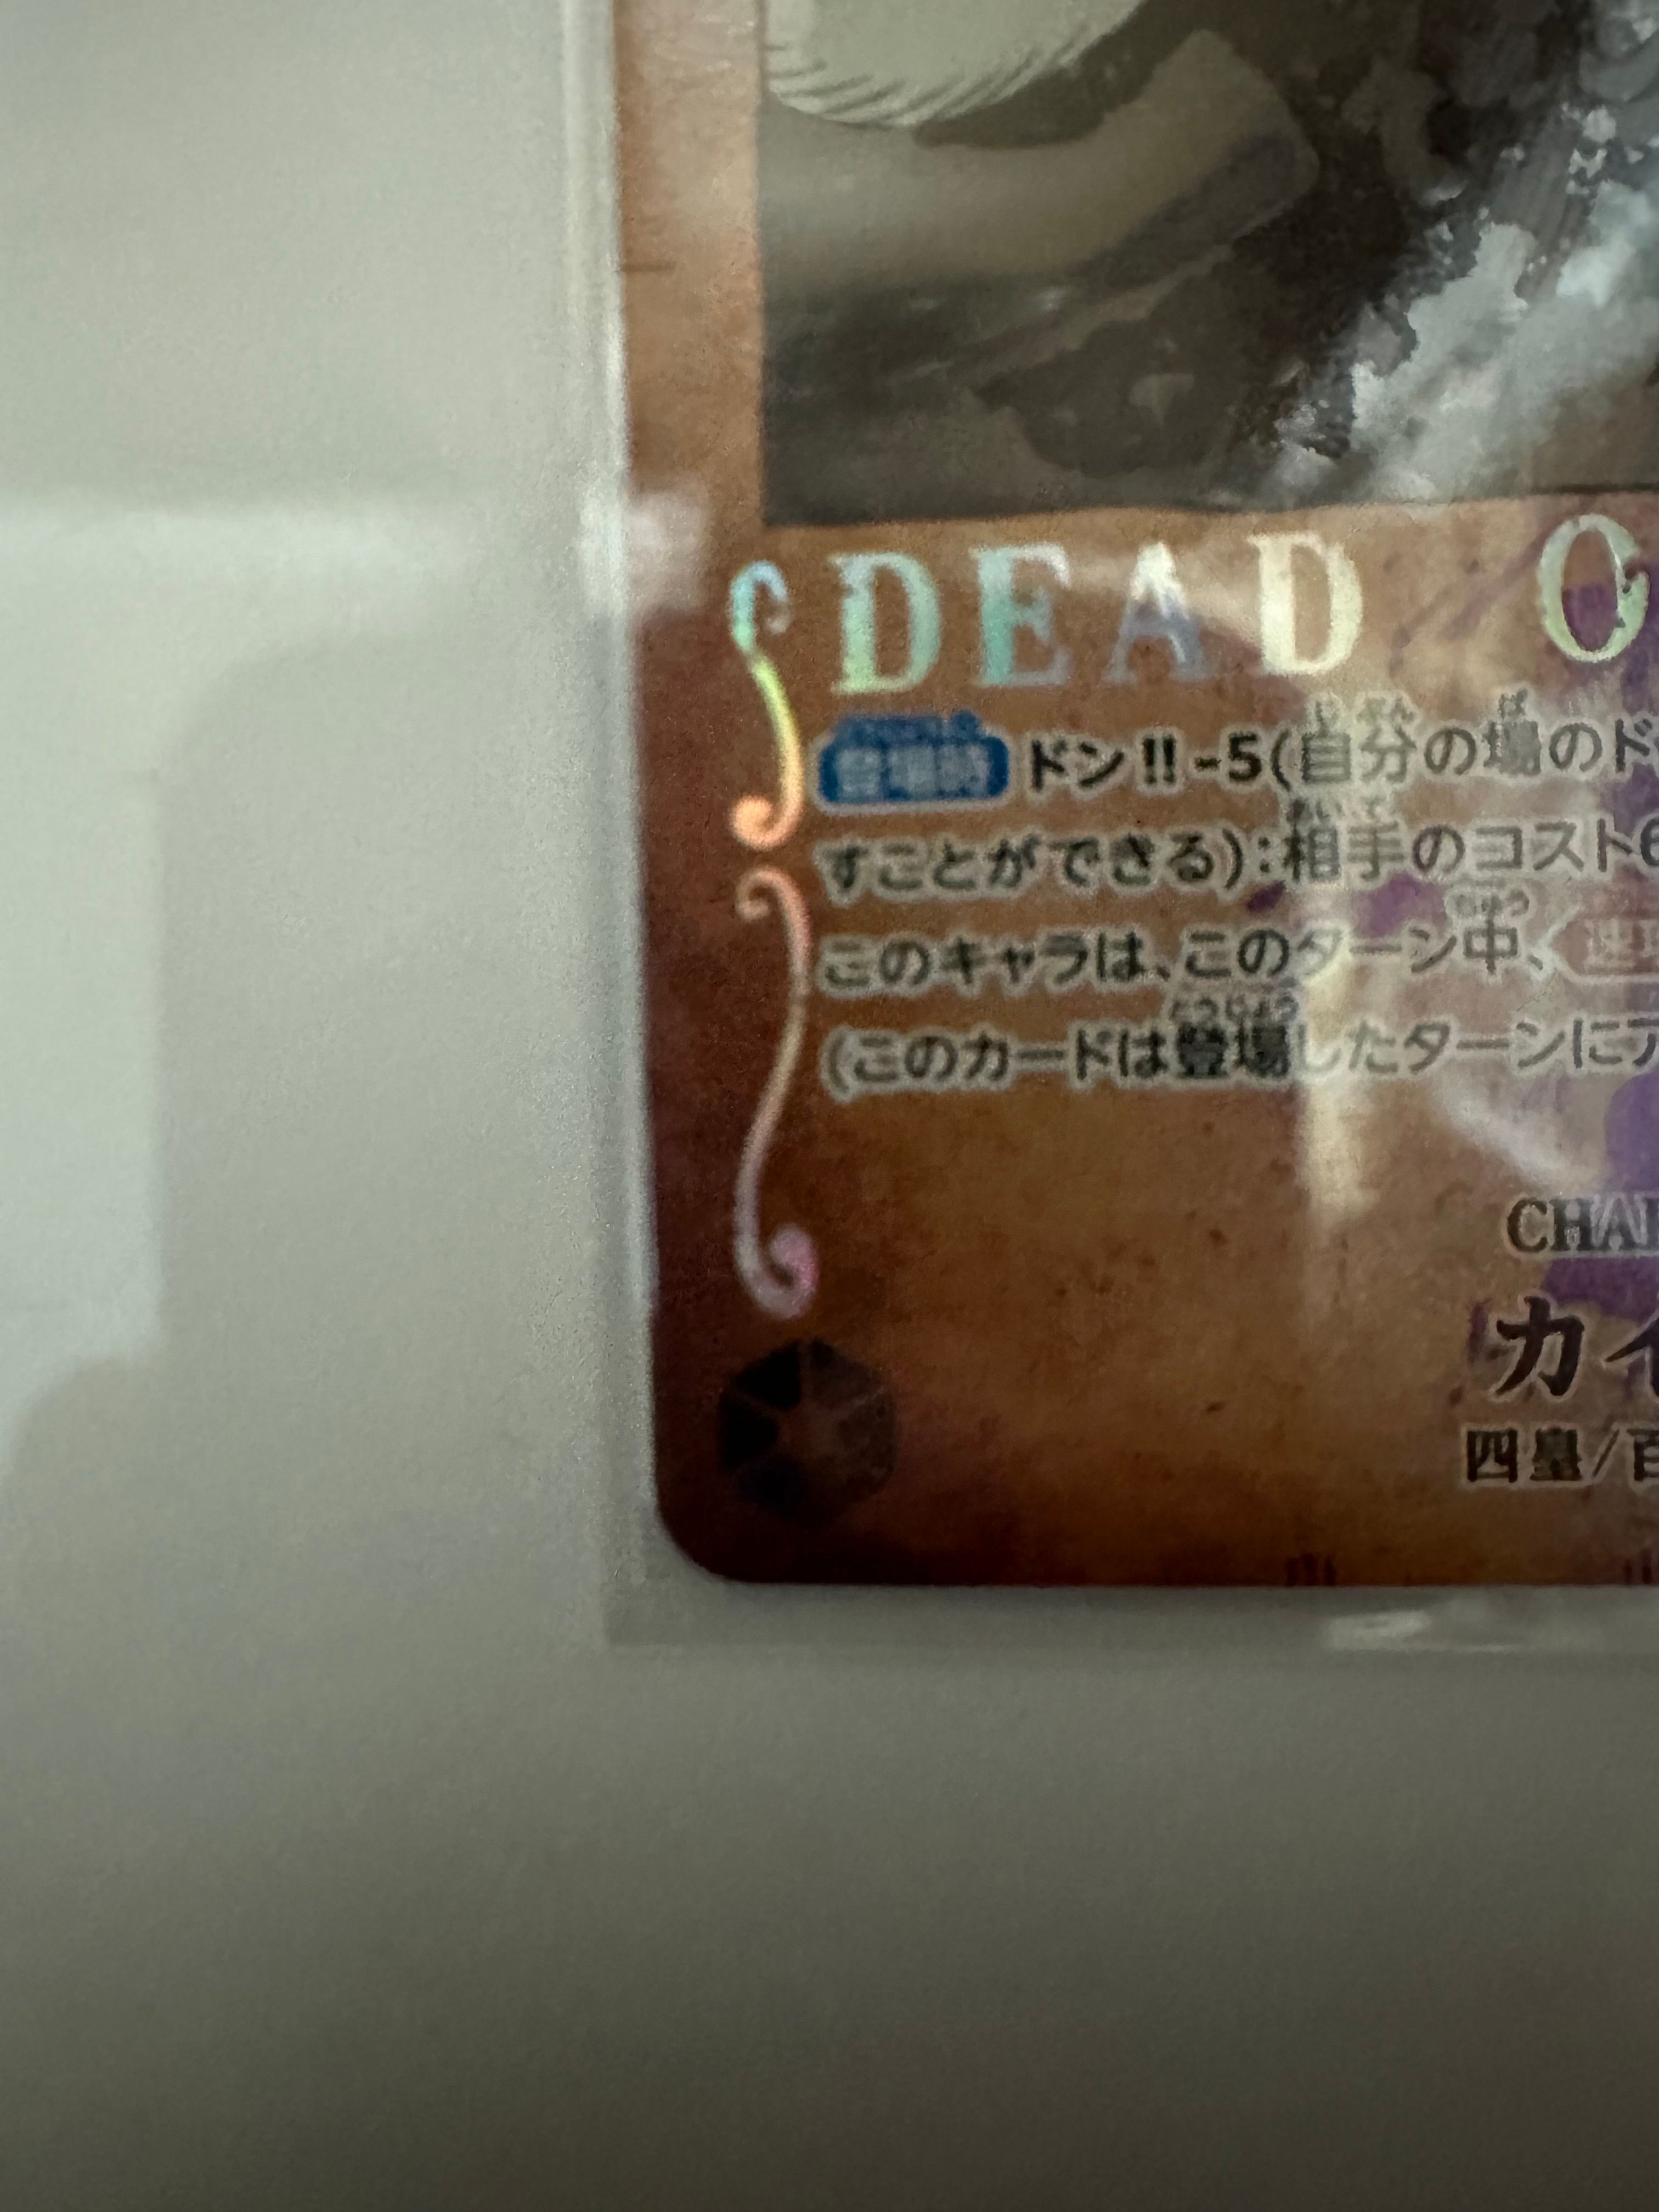 DEAD O
登場時 ドン!!-5(自分の場のド
すことができる):相手のコスト6
このキャラは、このターン中、速攻
(このカードは登場したターンにア
CHAR
カイ
四皇/百